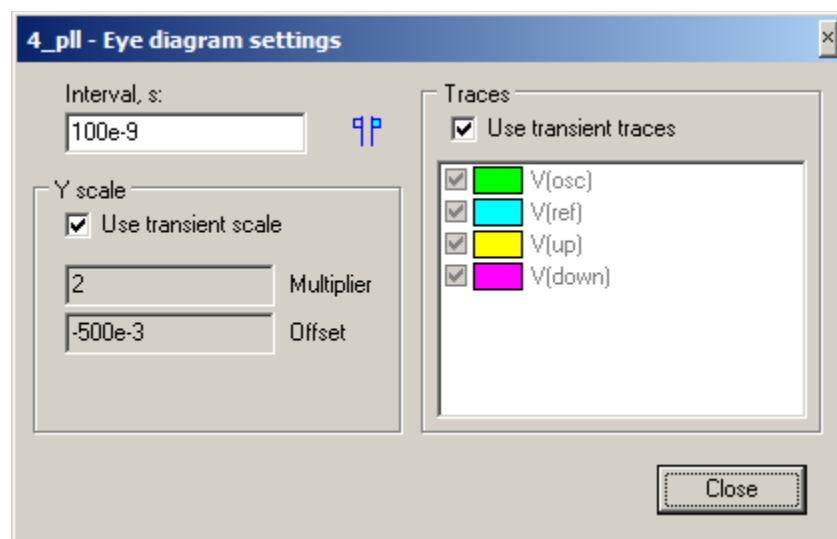 4_pll - Eye diagram settings
Interval, s:
100e-9
Y scale
Use transient scale
2 Multiplier
-500e-3 Offset
Traces
Use transient traces
V(osc)
V(ref)
V(up)
V(down)
Close